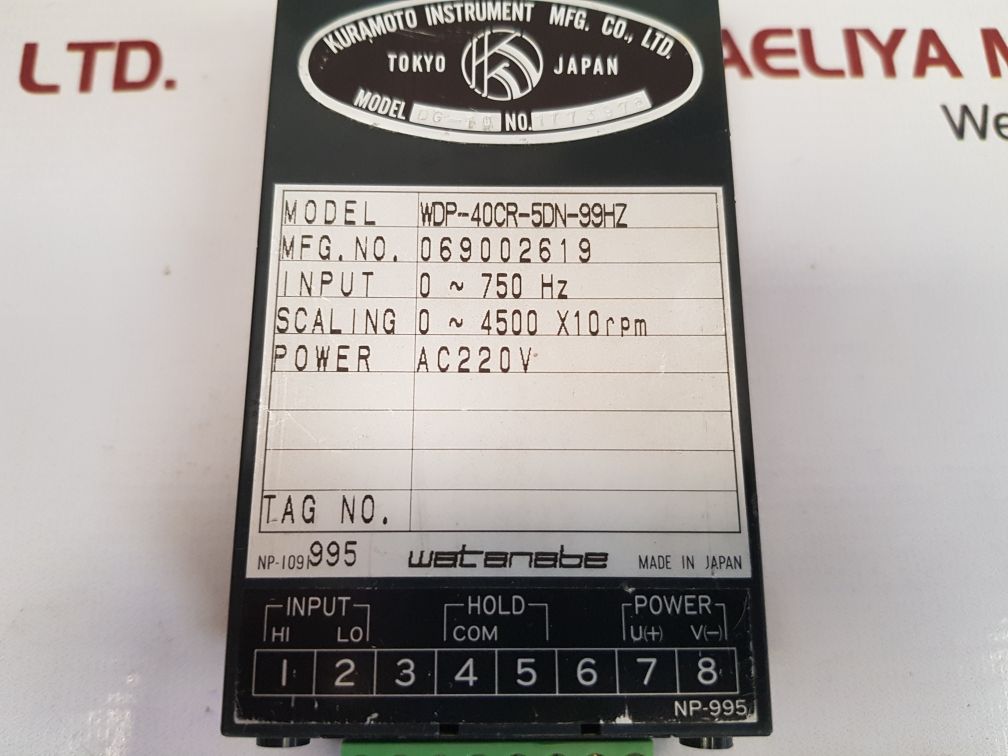 LTD.
AELIYA M
We
KURAMOTO INSTRUMENT MFG. CO., LTD.
TOKYO JAPAN
MODEL NO.
MODEL WDP-40CR-5DN-99HZ
MFG.NO. 069002619
INPUT 0 ~ 750 Hz
SCALING 0 ~ 4500 X10rpm
POWER AC220V
TAG NO.
NP-1091 995 watanabe MADE IN JAPAN
INPUT HOLD POWER
HI LO COM U(+) V(-)
1 2 3 4 5 6 7 8
NP-995